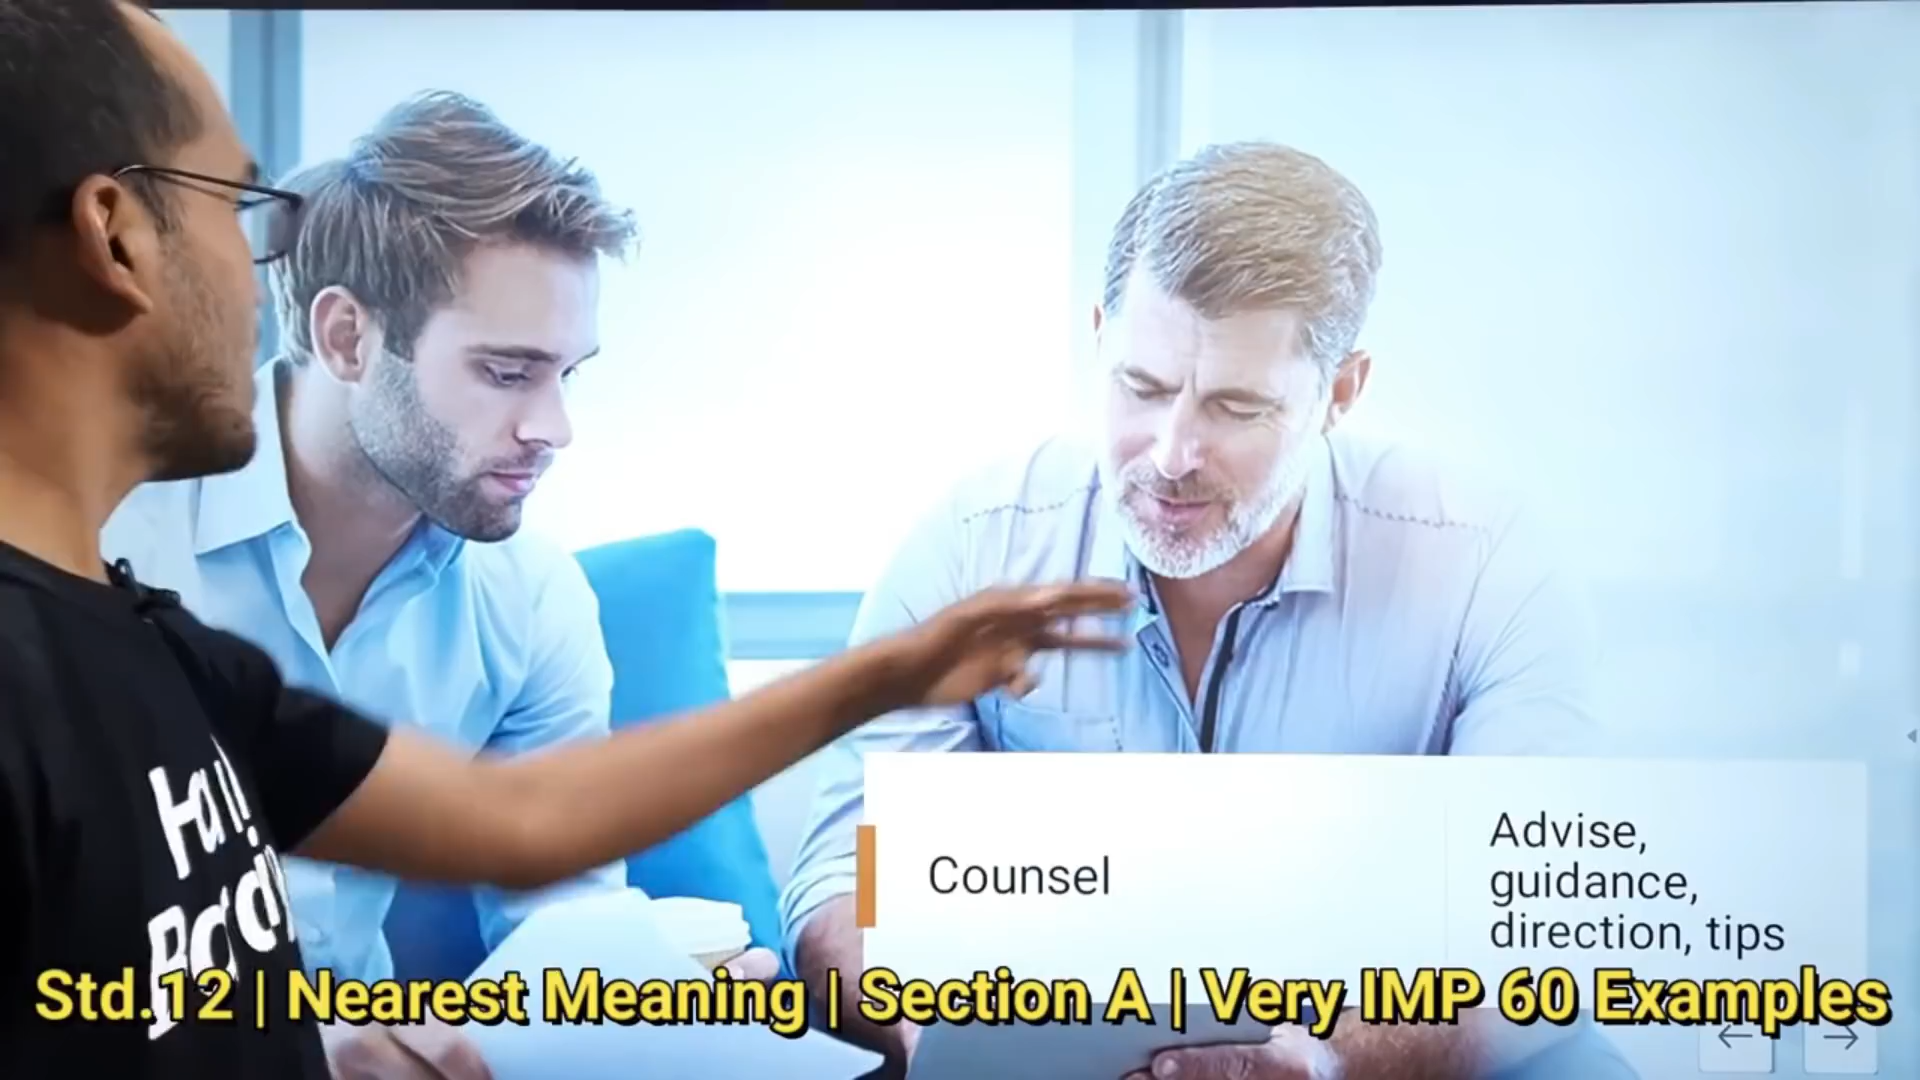 Counsel
Advise,
guidance,
direction, tips
Std.12 | Nearest Meaning | Section A | Very IMP 60 Examples